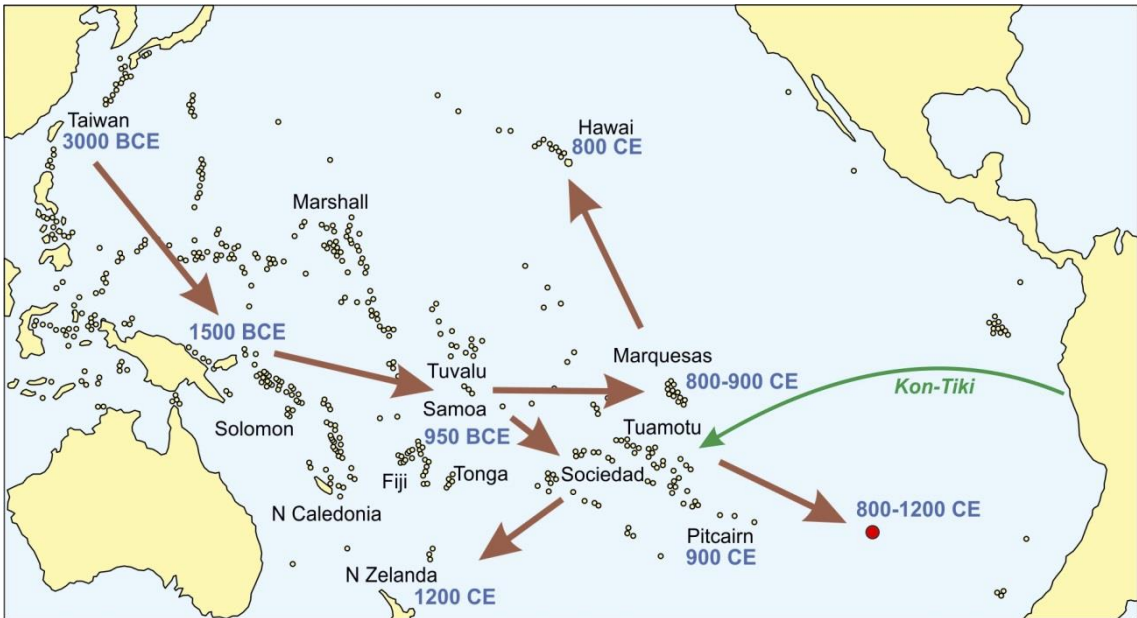 Taiwan
3000 BCE
Hawai
800 CE
Marshall
1500 BCE
Marquesas
800-900 CE
Tuvalu
Kon-Tiki
Samoa
950 BCE
Solomon
Tuamotu
Fiji
Tonga
Sociedad
N Caledonia
800-1200 CE
Pitcairn
900 CE
N Zelanda
1200 CE